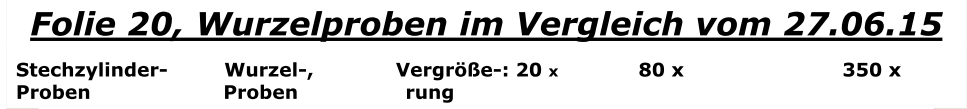 Folie 20, Wurzelproben im Vergleich vom 27.06.15
Stechzylinder- Wurzel-, Vergröße-: 20 x 80 x 350 x
Proben Proben rung